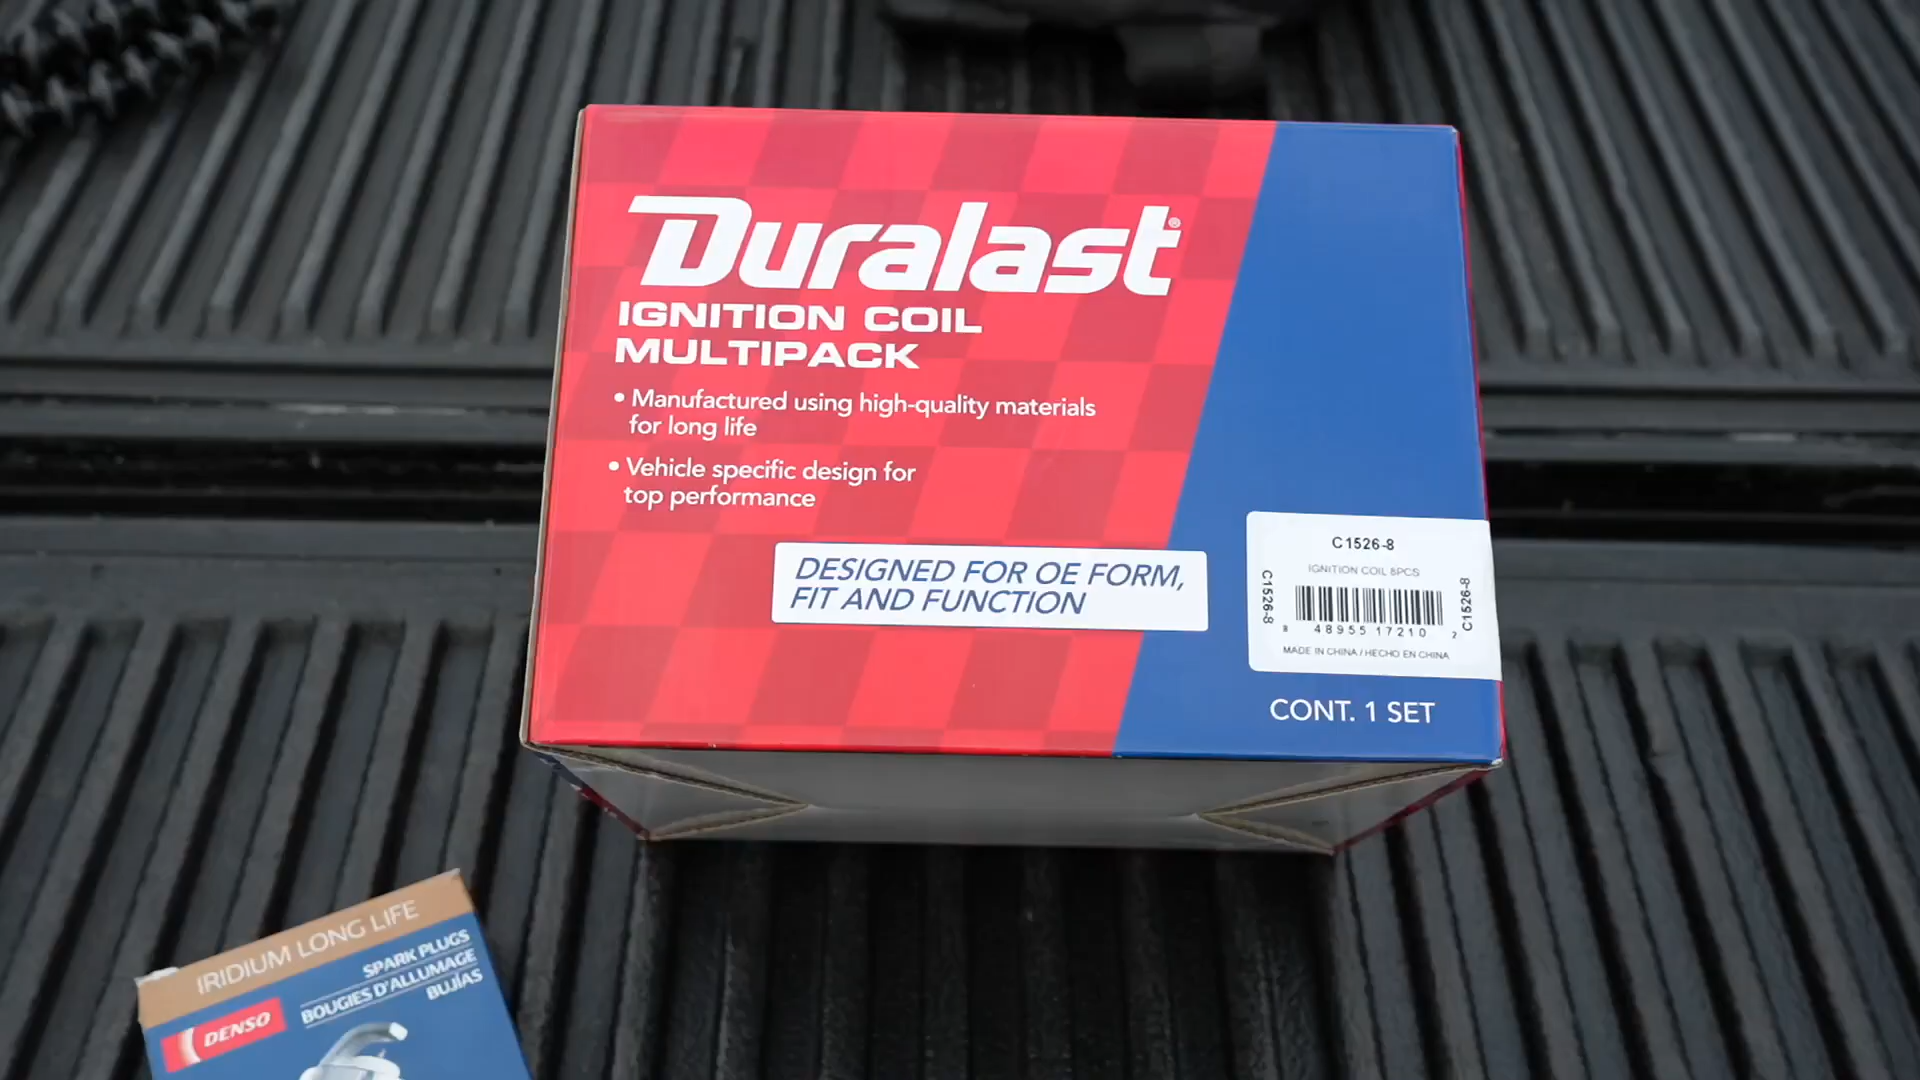 Duralast®
IGNITION COIL
MULTIPACK
• Manufactured using high-quality materials
for long life
• Vehicle specific design for
top performance
DESIGNED FOR OE FORM,
FIT AND FUNCTION
C1526-8
IGNITION COIL 8PCS
C1526-8
C1526-8
8 48955 17210 2
MADE IN CHINA / HECHO EN CHINA
CONT. 1 SET
IRIDIUM LONG LIFE
SPARK PLUGS
BOUGIES D'ALLUMAGE
BUJÍAS
DENSO